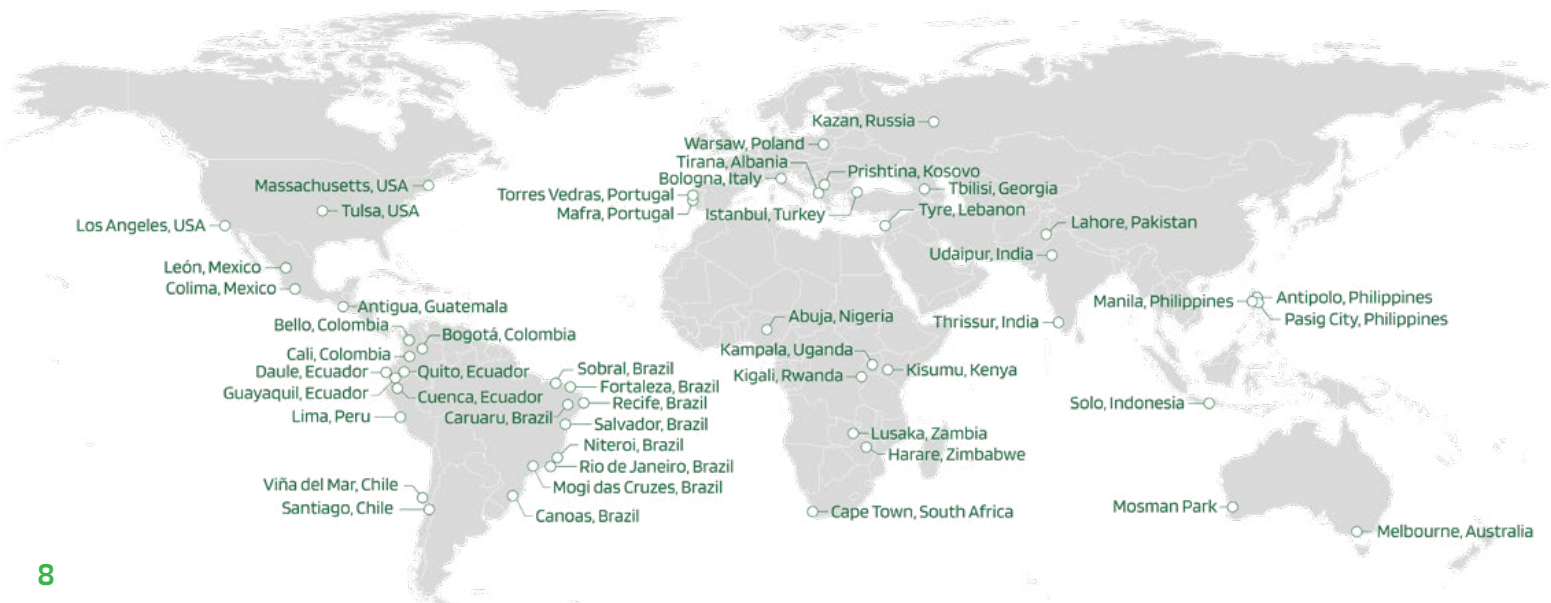 Kazan, Russia
Warsaw, Poland
Tirana, Albania
Prishtina, Kosovo
Bologna, Italy
Massachusetts, USA
Tbilisi, Georgia
Torres Vedras, Portugal
Tulsa, USA
Mafra, Portugal
Istanbul, Turkey
Tyre, Lebanon
Los Angeles, USA
Lahore, Pakistan
Udaipur, India
León, Mexico
Colima, Mexico
Manila, Philippines
Antipolo, Philippines
Antigua, Guatemala
Abuja, Nigeria
Pasig City, Philippines
Bello, Colombia
Thrissur, India
Bogotá, Colombia
Kampala, Uganda
Cali, Colombia
Sobral, Brazil
Daule, Ecuador
Quito, Ecuador
Kisumu, Kenya
Kigali, Rwanda
Fortaleza, Brazil
Guayaquil, Ecuador
Cuenca, Ecuador
Recife, Brazil
Solo, Indonesia
Lima, Peru
Caruaru, Brazil
Salvador, Brazil
Lusaka, Zambia
Niteroi, Brazil
Harare, Zimbabwe
Rio de Janeiro, Brazil
Viña del Mar, Chile
Mogi das Cruzes, Brazil
Santiago, Chile
Mosman Park
Canoas, Brazil
Cape Town, South Africa
Melbourne, Australia
8